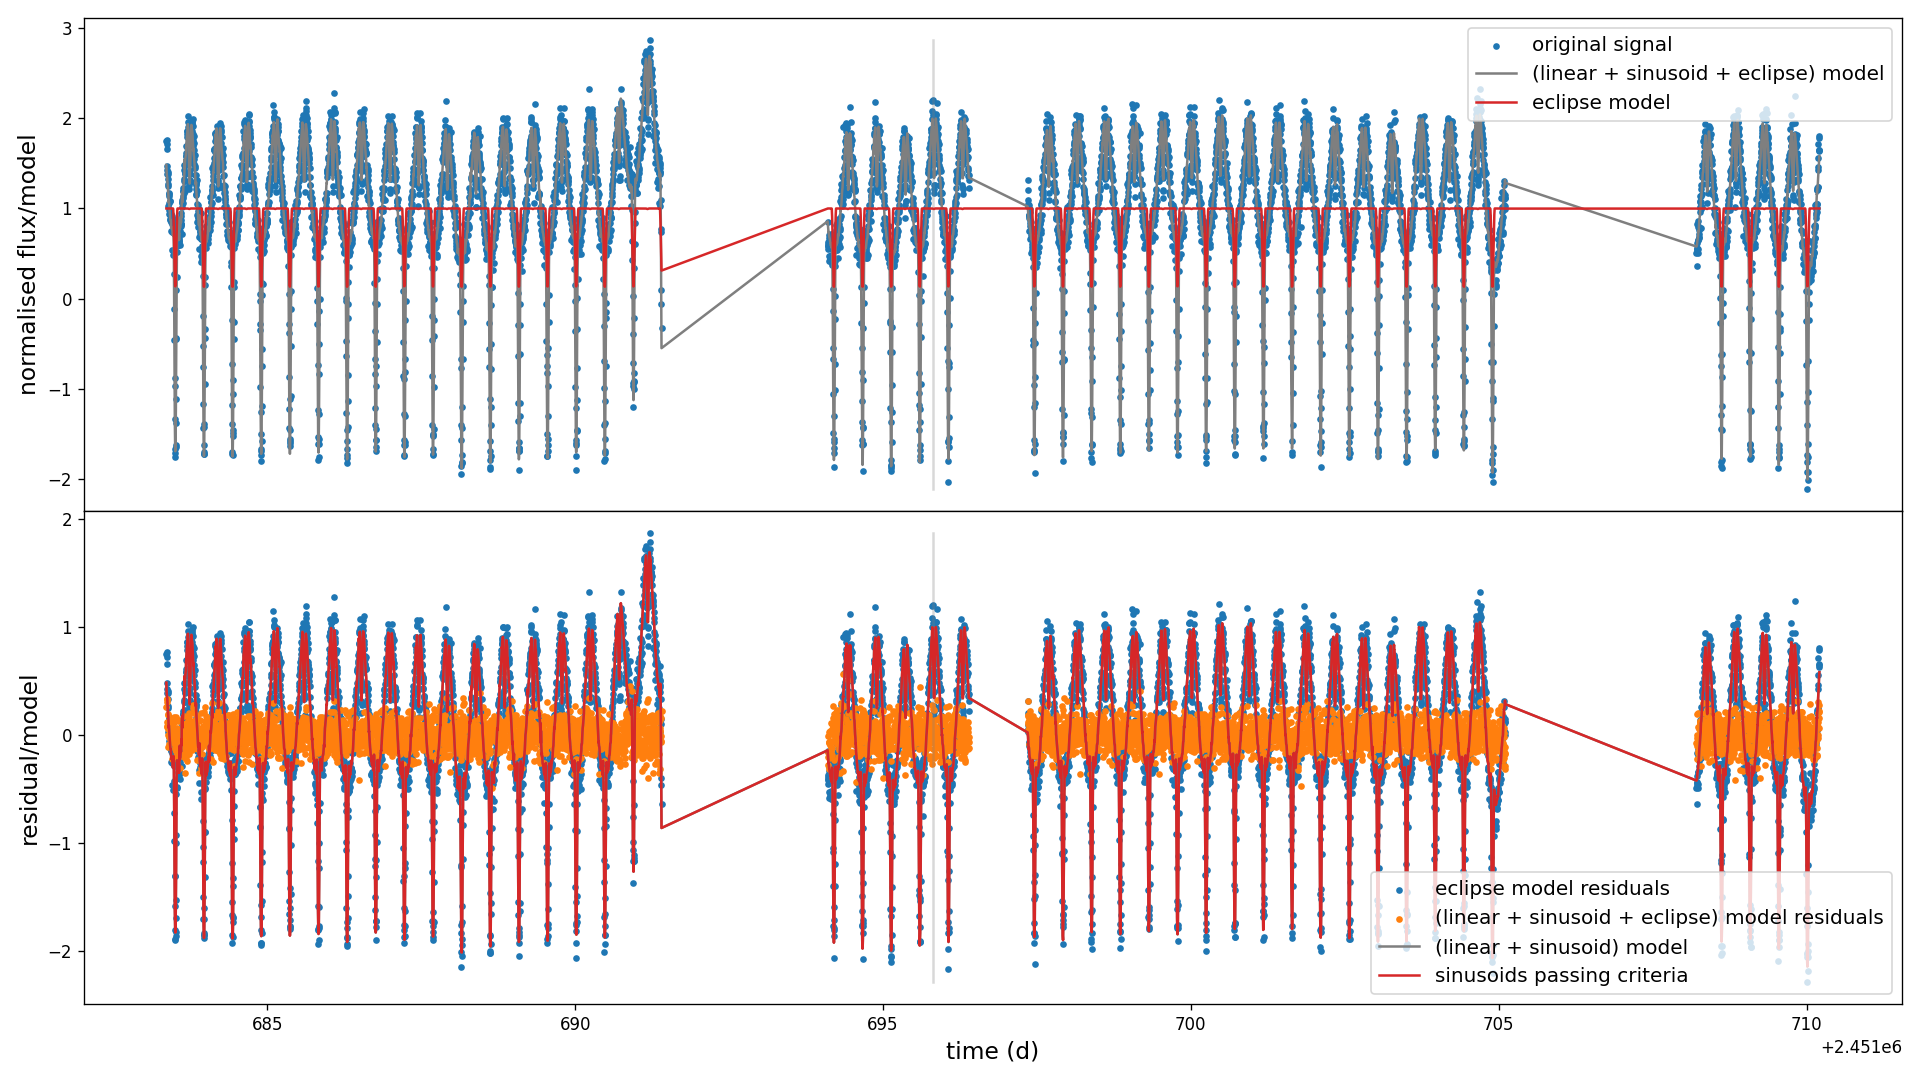 3
2
1
0
−1
−2
normalised flux/model
original signal
(linear + sinusoid + eclipse) model
eclipse model
2
1
0
−1
−2
residual/model
eclipse model residuals
(linear + sinusoid + eclipse) model residuals
(linear + sinusoid) model
sinusoids passing criteria
685
690
695
700
705
710
time (d)
+2.451e6